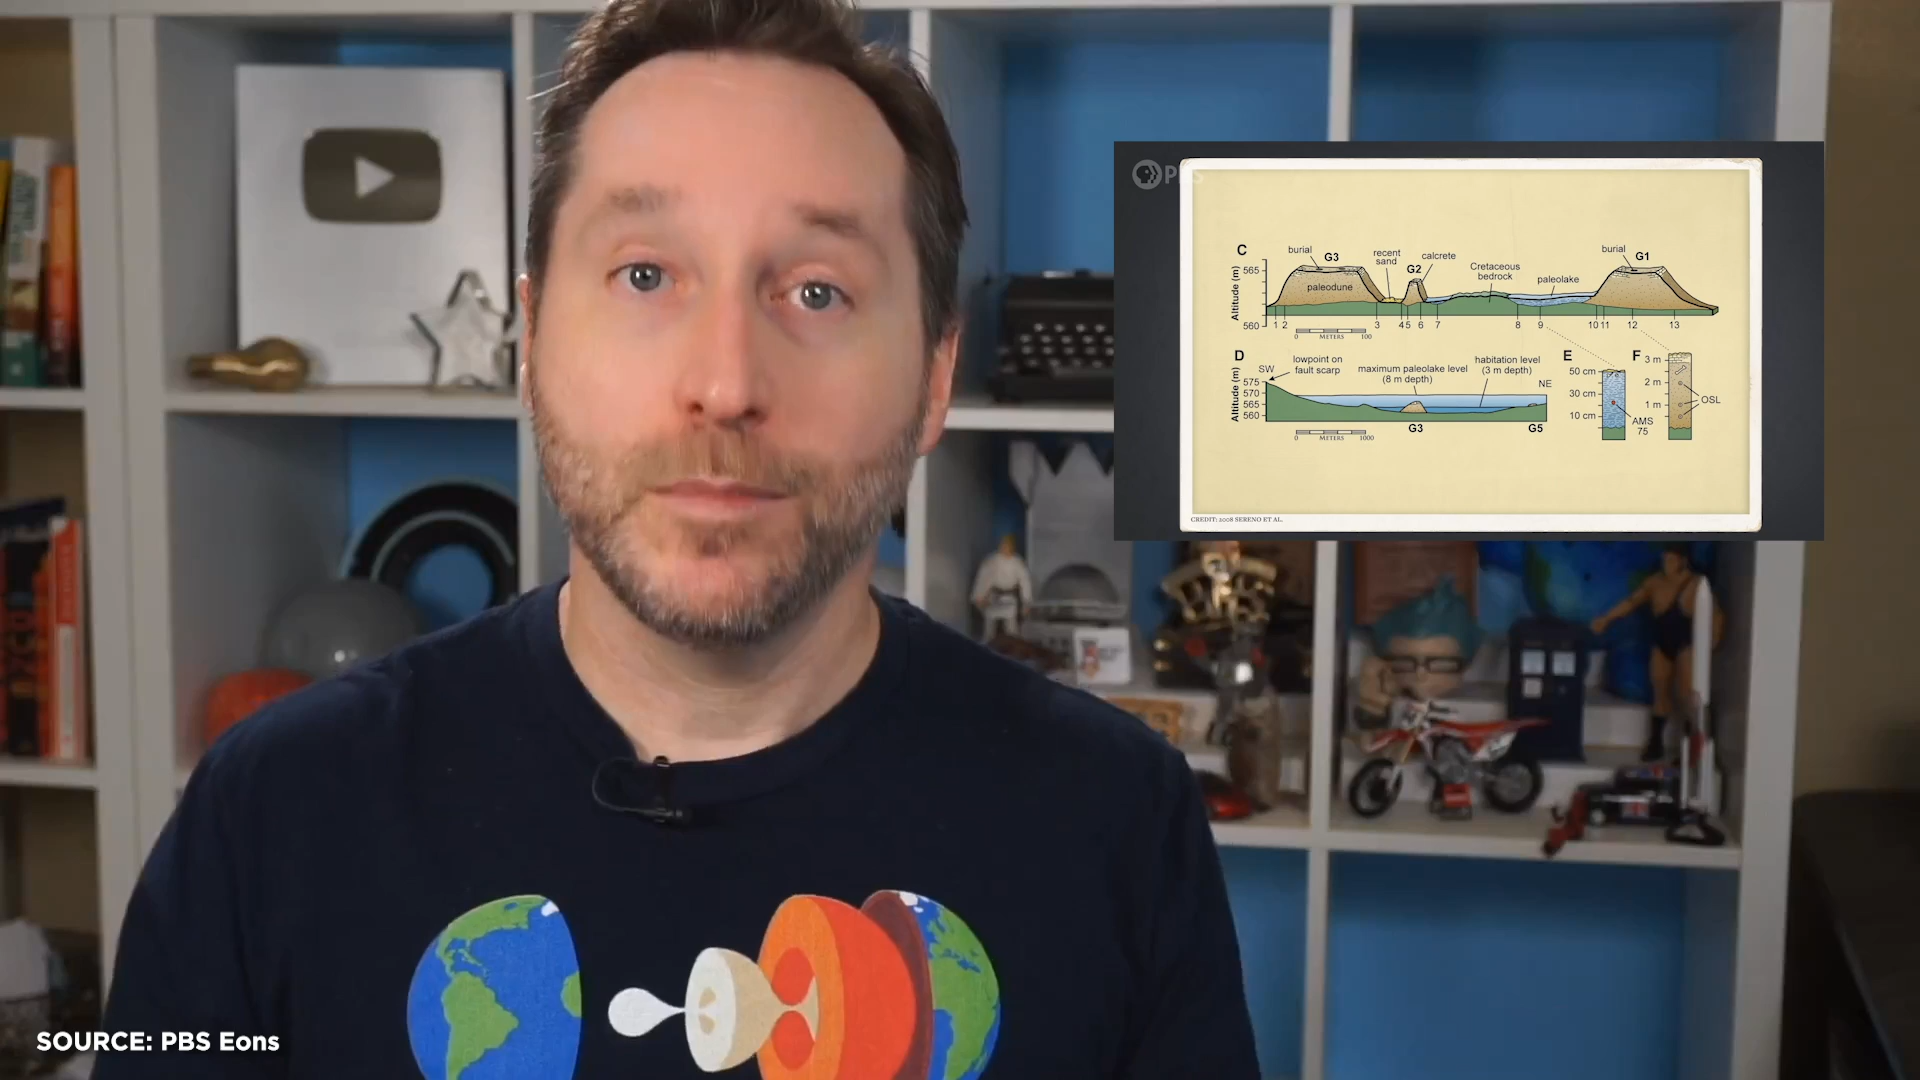 PBS
C
burial
G3
recent
sand
G2
calcrete
Cretaceous
bedrock
paleolake
burial
G1
Altitude (m)
565
560
paleodune
1 2 3 4 5 6 7 8 9 10 11 12 13
0 METERS 100
D
SW
lowpoint on
fault scarp
maximum paleolake level
(8 m depth)
habitation level
(3 m depth)
NE
Altitude (m)
575
570
565
560
G3
G5
0 METERS 1000
E
50 cm
30 cm
10 cm
AMS
75
F
3 m
2 m
1 m
OSL
CREDIT: 2008 SERENO ET AL.
SOURCE: PBS Eons